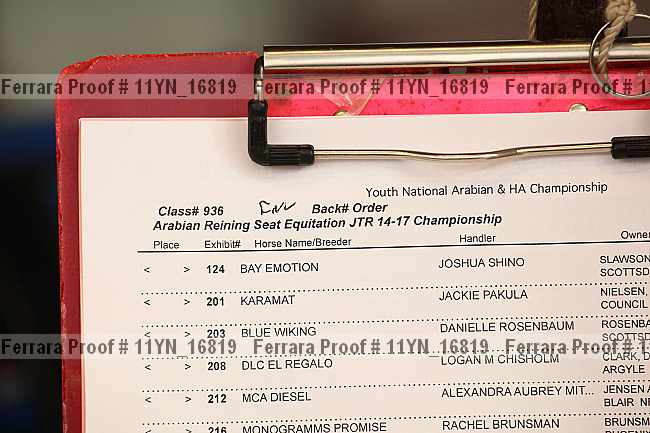 Ferrara Proof # 11YN_16819 Ferrara Proof # 11YN_16819 Ferrara Proof # 1
Youth National Arabian & HA Championship
Class# 936 Back# Order
Arabian Reining Seat Equitation JTR 14-17 Championship
Place Exhibit# Horse Name/Breeder Handler Owne
< > 124 BAY EMOTION JOSHUA SHINO SLAWSON
SCOTTSD
< > 201 KARAMAT JACKIE PAKULA NIELSEN,
COUNCIL
< > 203 BLUE WIKING DANIELLE ROSENBAUM ROSENBA
SCOTTSD
Ferrara Proof # 11YN_16819 Ferrara Proof # 11YN_16819 Ferrara Proof # 1
< > 208 DLC EL REGALO LOGAN M CHISHOLM CLARK, D
ARGYLE
< > 212 MCA DIESEL ALEXANDRA AUBREY MIT... JENSEN
BLAIR NE
< > 216 MONOGRAMMS PROMISE RACHEL BRUNSMAN BRUNSM